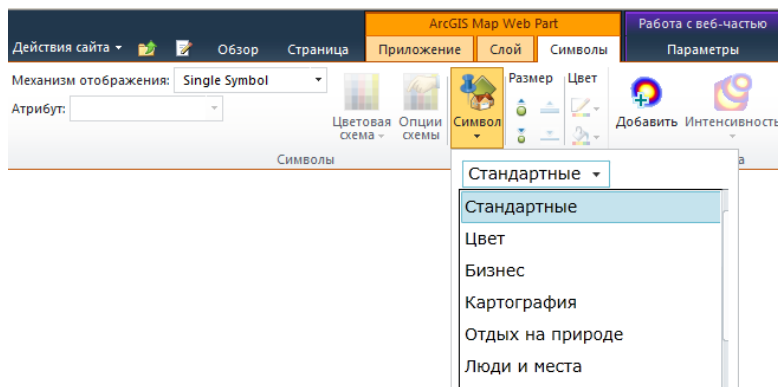 ArcGIS Map Web Part Работа с веб-частью
Действия сайта Обзор Страница Приложение Слой Символы Параметры
Механизм отображения: Single Symbol
Атрибут:
Цветовая схема
Опции схемы
Символ
Размер Цвет
Добавить Интенсивность
Символы а
Стандартные
Стандартные
Цвет
Бизнес
Картография
Отдых на природе
Люди и места